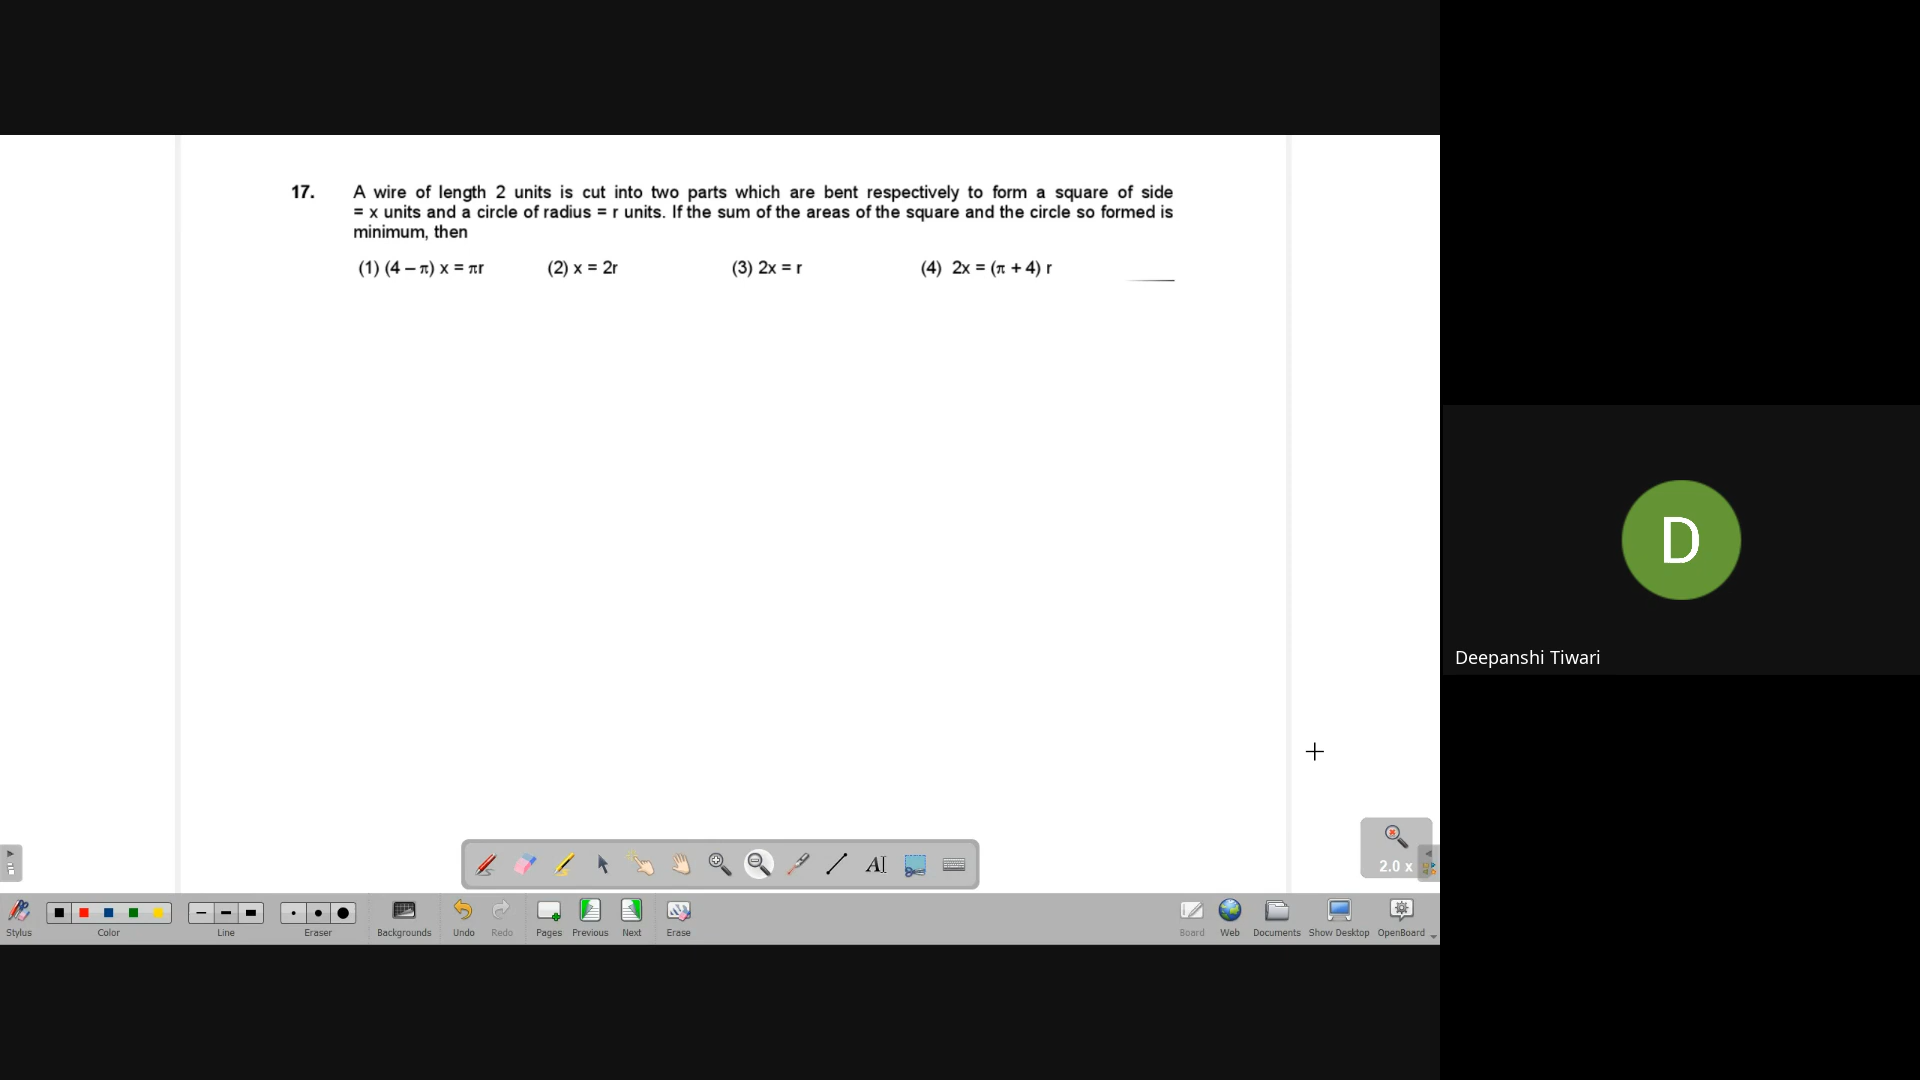 17. A wire of length 2 units is cut into two parts which are bent respectively to form a square of side
= x units and a circle of radius = r units. If the sum of the areas of the square and the circle so formed is
minimum, then
(1) (4 – π) x = πr (2) x = 2r (3) 2x = r (4) 2x = (π + 4) r
D
Deepanshi Tiwari
2.0 x
Stylus Color Line Eraser Backgrounds Undo Redo Pages Previous Next Erase Board Web Documents Show Desktop OpenBoard